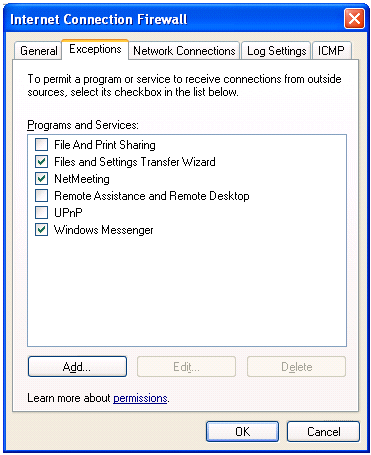 Internet Connection Firewall
General Exceptions Network Connections Log Settings ICMP
To permit a program or service to receive connections from outside
sources, select its checkbox in the list below.
Programs and Services:
File And Print Sharing
Files and Settings Transfer Wizard
NetMeeting
Remote Assistance and Remote Desktop
UPnP
Windows Messenger
Add... Edit... Delete
Learn more about permissions.
OK Cancel